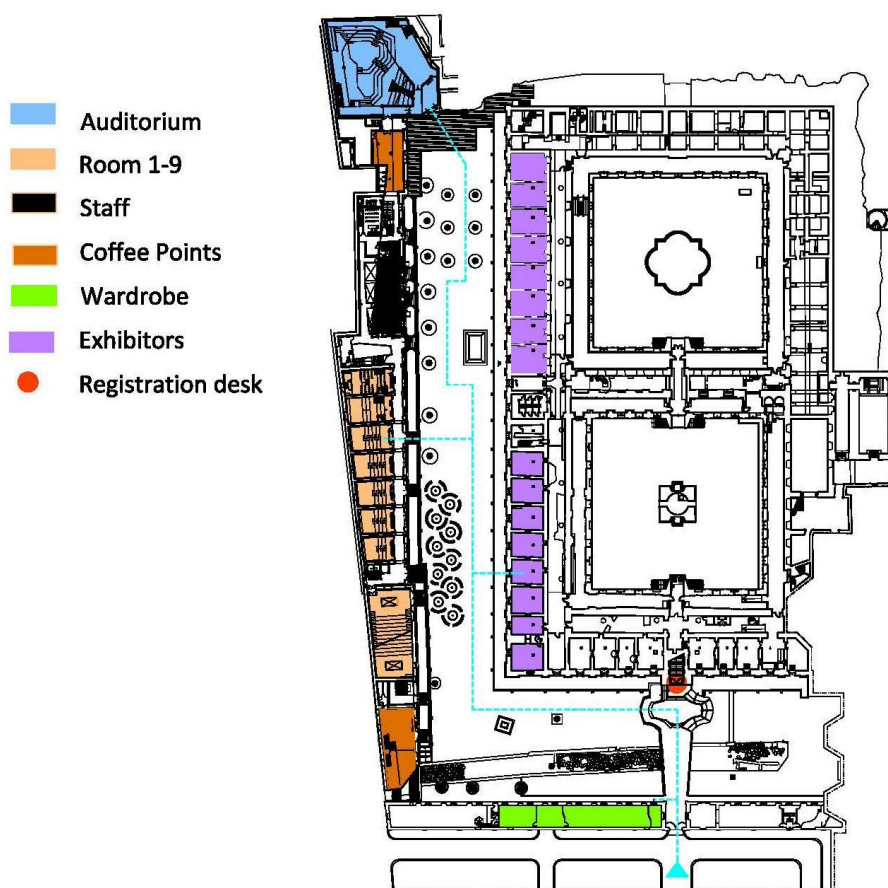 Auditorium
Room 1-9
Staff
Coffee Points
Wardrobe
Exhibitors
Registration desk